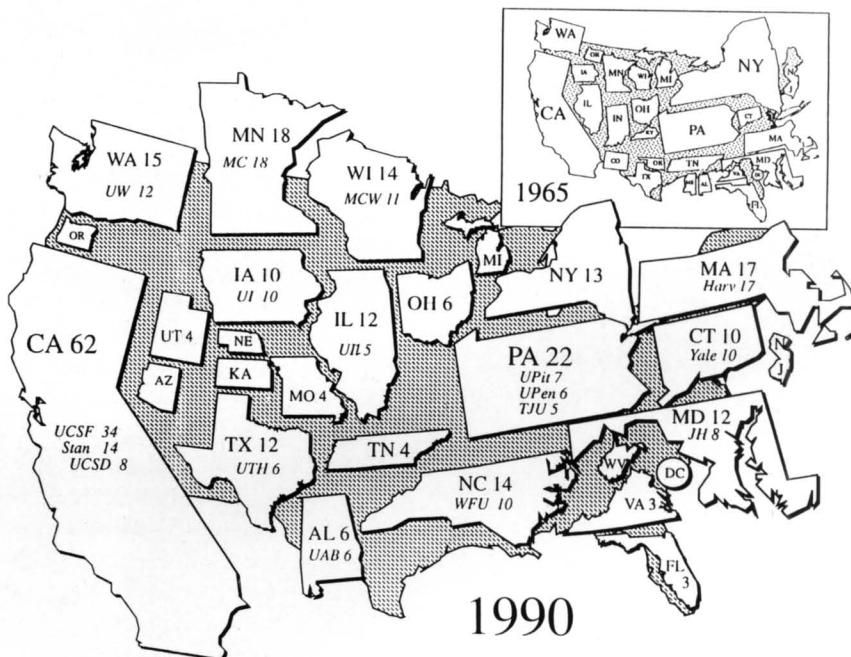 WA
OR
IA
MN
WI
MI
NY
N
J
CA
IL
IN
OH
KY
PA
CT
MA
CO
OK
TN
TX
AL
MD
FL
1965
WA 15
UW 12
MN 18
MC 18
WI 14
MCW 11
OR
MI
NY 13
MA 17
Harv 17
IA 10
UI 10
IL 12
UIL 5
OH 6
CA 62
UCSF 34
Stan 14
UCSD 8
UT 4
NE
AZ
KA
MO 4
PA 22
UPit 7
UPen 6
TJU 5
CT 10
Yale 10
N
J
MD 12
JH 8
TX 12
UTH 6
TN 4
NC 14
WFU 10
WV
DC
VA 3
AL 6
UAB 6
FL
3
1990